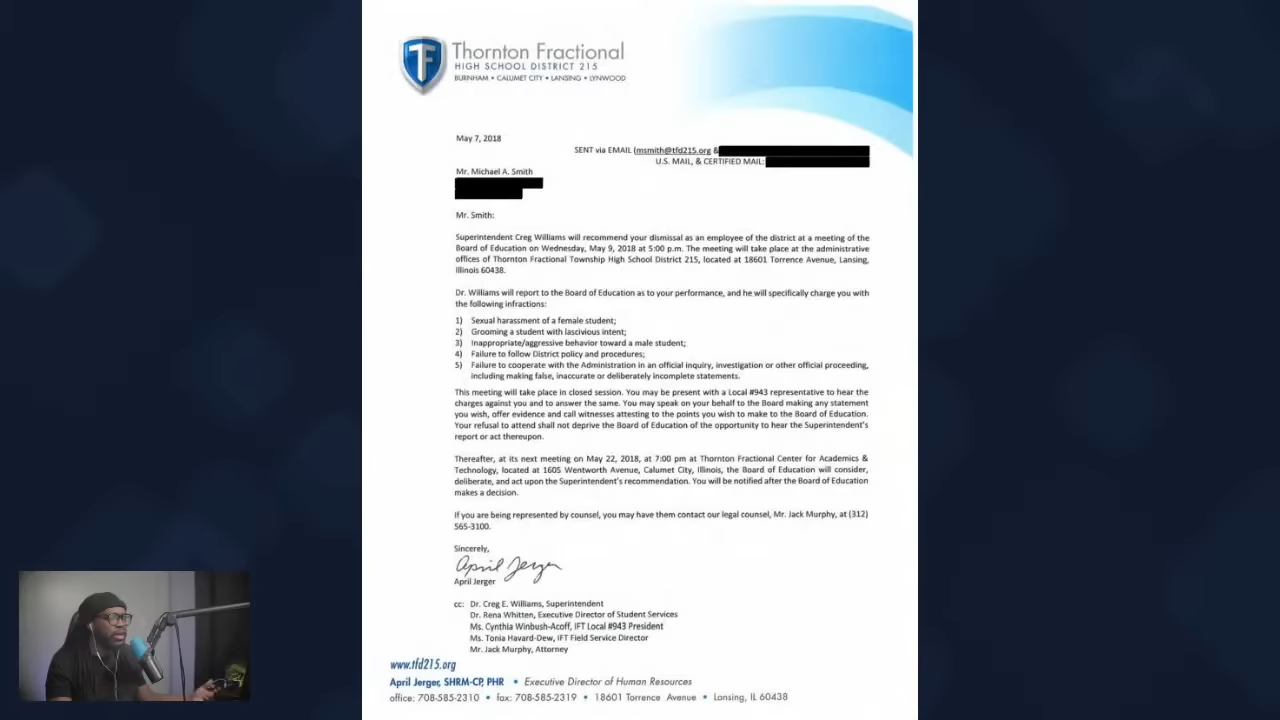 Thornton Fractional
HIGH SCHOOL DISTRICT 215
BURNHAM • CALUMET CITY • LANSING • LYNWOOD
May 7, 2018
SENT via EMAIL (msmith@tfd215.org &
U.S. MAIL, & CERTIFIED MAIL:
Mr. Michael A. Smith
Mr. Smith:
Superintendent Creg Williams will recommend your dismissal as an employee of the district at a meeting of the
Board of Education on Wednesday, May 9, 2018 at 5:00 p.m. The meeting will take place at the administrative
offices of Thornton Fractional Township High School District 215, located at 18601 Torrence Avenue, Lansing,
Illinois 60438.
Dr. Williams will report to the Board of Education as to your performance, and he will specifically charge you with
the following infractions:
1) Sexual harassment of a female student;
2) Grooming a student with lascivious intent;
3) Inappropriate/aggressive behavior toward a male student;
4) Failure to follow District policy and procedures;
5) Failure to cooperate with the Administration in an official inquiry, investigation or other official proceeding,
including making false, inaccurate or deliberately incomplete statements.
This meeting will take place in closed session. You may be present with a Local #943 representative to hear the
charges against you and to answer the same. You may speak on your behalf to the Board making any statement
you wish, offer evidence and call witnesses attesting to the points you wish to make to the Board of Education.
Your refusal to attend shall not deprive the Board of Education of the opportunity to hear the Superintendent's
report or act thereupon.
Thereafter, at its next meeting on May 22, 2018, at 7:00 pm at Thornton Fractional Center for Academics &
Technology, located at 1605 Wentworth Avenue, Calumet City, Illinois, the Board of Education will consider,
deliberate, and act upon the Superintendent's recommendation. You will be notified after the Board of Education
makes a decision.
If you are being represented by counsel, you may have them contact our legal counsel, Mr. Jack Murphy, at (312)
565-3100.
Sincerely,
April Jerger
April Jerger
cc: Dr. Creg E. Williams, Superintendent
Dr. Rena Whitten, Executive Director of Student Services
Ms. Cynthia Winbush-Acoff, IFT Local #943 President
Ms. Tonia Havard-Dew, IFT Field Service Director
Mr. Jack Murphy, Attorney
www.tfd215.org
April Jerger, SHRM-CP, PHR • Executive Director of Human Resources
office: 708-585-2310 • fax: 708-585-2319 • 18601 Torrence Avenue • Lansing, IL 60438